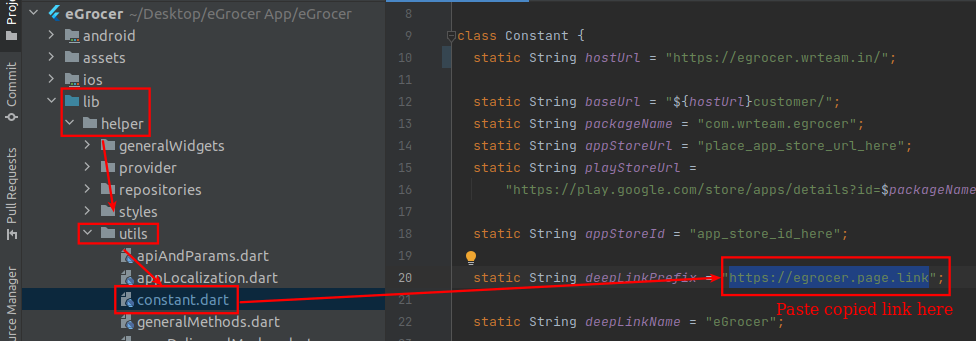 Proje
Commit
Pull Requests
urce Manager
eGrocer ~/Desktop/eGrocer App/eGrocer
android
assets
ios
lib
helper
generalWidgets
provider
repositories
styles
utils
apiAndParams.dart
appLocalization.dart
constant.dart
generalMethods.dart
8
9 class Constant {
10 static String hostUrl = "https://egrocer.wrteam.in/";
11
12 static String baseUrl = "${hostUrl}customer/";
13 static String packageName = "com.wrteam.egrocer";
14 static String appStoreUrl = "place_app_store_url_here";
15 static String playStoreUrl =
16 "https://play.google.com/store/apps/details?id=$packageName
17
18 static String appStoreId = "app_store_id_here";
19
20 static String deepLinkPrefix = "https://egrocer.page.link";
21
Paste copied link here
22 static String deepLinkName = "eGrocer";